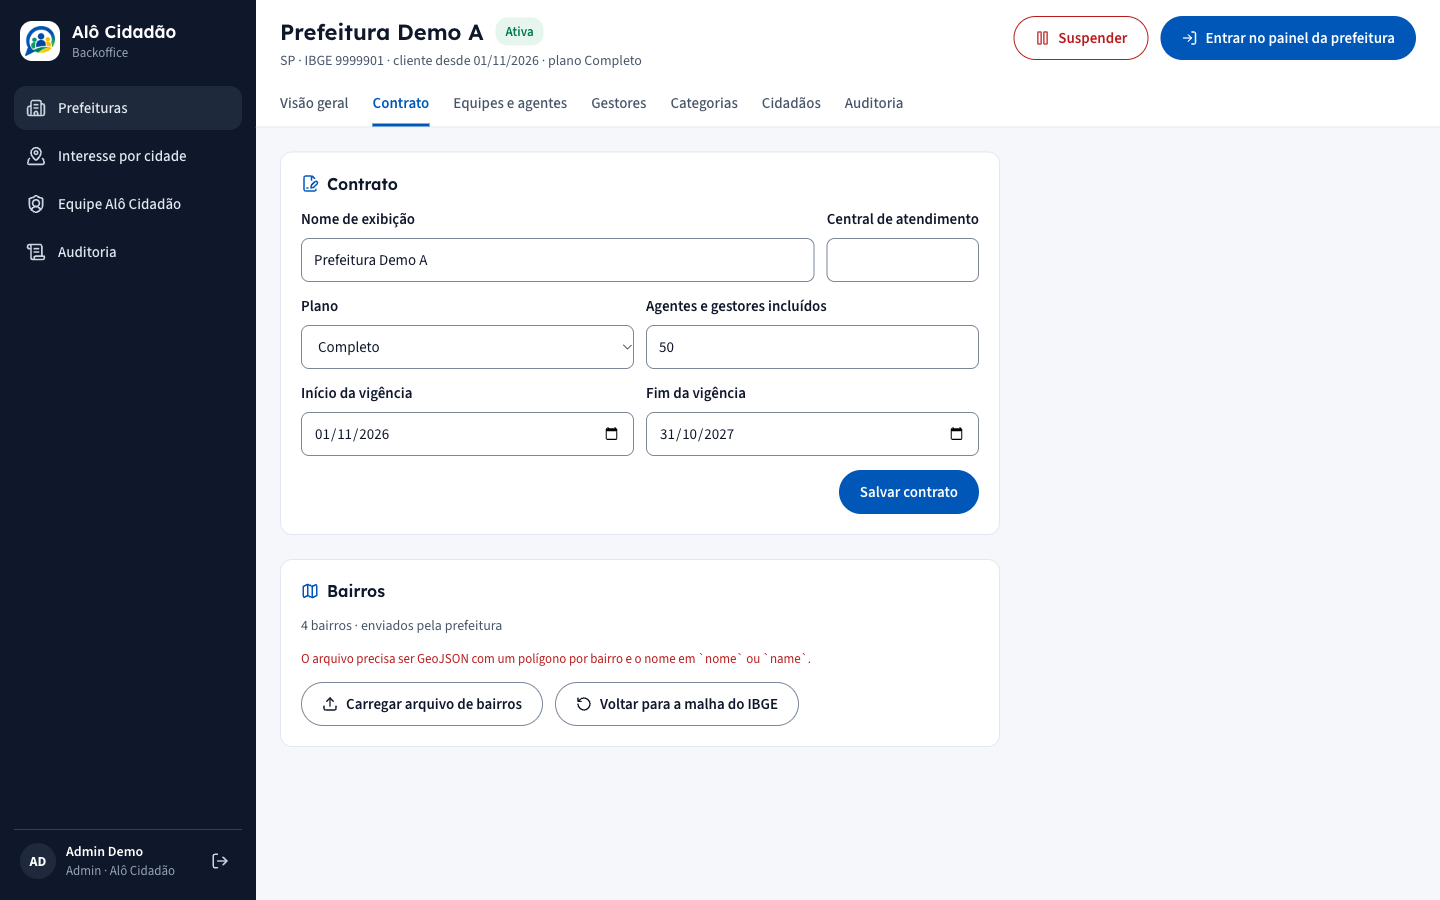 Alô Cidadão
Backoffice
Prefeituras
Interesse por cidade
Equipe Alô Cidadão
Auditoria
AD
Admin Demo
Admin · Alô Cidadão
Prefeitura Demo A
Ativa
SP · IBGE 9999901 · cliente desde 01/11/2026 · plano Completo
Suspender
Entrar no painel da prefeitura
Visão geral
Contrato
Equipes e agentes
Gestores
Categorias
Cidadãos
Auditoria
Contrato
Nome de exibição
Central de atendimento
Prefeitura Demo A
Plano
Agentes e gestores incluídos
Completo
50
Início da vigência
Fim da vigência
01/11/2026
31/10/2027
Salvar contrato
Bairros
4 bairros · enviados pela prefeitura
O arquivo precisa ser GeoJSON com um polígono por bairro e o nome em `nome` ou `name`.
Carregar arquivo de bairros
Voltar para a malha do IBGE